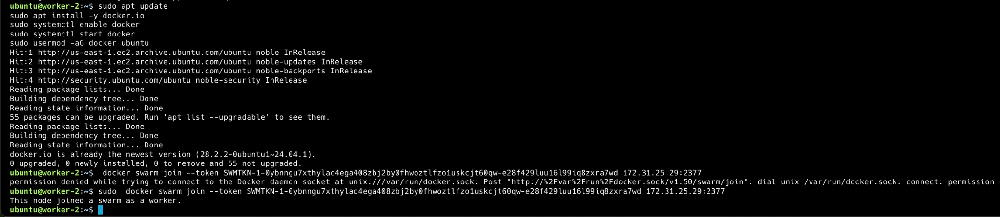 ubuntu@worker-2:~$ sudo apt update
sudo apt install -y docker.io
sudo systemctl enable docker
sudo systemctl start docker
sudo usermod -aG docker ubuntu
Hit:1 http://us-east-1.ec2.archive.ubuntu.com/ubuntu noble InRelease
Hit:2 http://us-east-1.ec2.archive.ubuntu.com/ubuntu noble-updates InRelease
Hit:3 http://us-east-1.ec2.archive.ubuntu.com/ubuntu noble-backports InRelease
Hit:4 http://security.ubuntu.com/ubuntu noble-security InRelease
Reading package lists... Done
Building dependency tree... Done
Reading state information... Done
55 packages can be upgraded. Run 'apt list --upgradable' to see them.
Reading package lists... Done
Building dependency tree... Done
Reading state information... Done
docker.io is already the newest version (28.2.2-0ubuntu1~24.04.1).
0 upgraded, 0 newly installed, 0 to remove and 55 not upgraded.
ubuntu@worker-2:~$  docker swarm join --token SWMTKN-1-0ybnngu7xthylac4ega408zbj2by0fhwoztlfzo1uskcjt60qw-e28f429luu16l99iq8zxra7wd 172.31.25.29:2377
permission denied while trying to connect to the Docker daemon socket at unix:///var/run/docker.sock: Post "http://%2Fvar%2Frun%2Fdocker.sock/v1.50/swarm/join": dial unix /var/run/docker.sock: connect: permission
ubuntu@worker-2:~$ sudo  docker swarm join --token SWMTKN-1-0ybnngu7xthylac4ega408zbj2by0fhwoztlfzo1uskcjt60qw-e28f429luu16l99iq8zxra7wd 172.31.25.29:2377
This node joined a swarm as a worker.
ubuntu@worker-2:~$